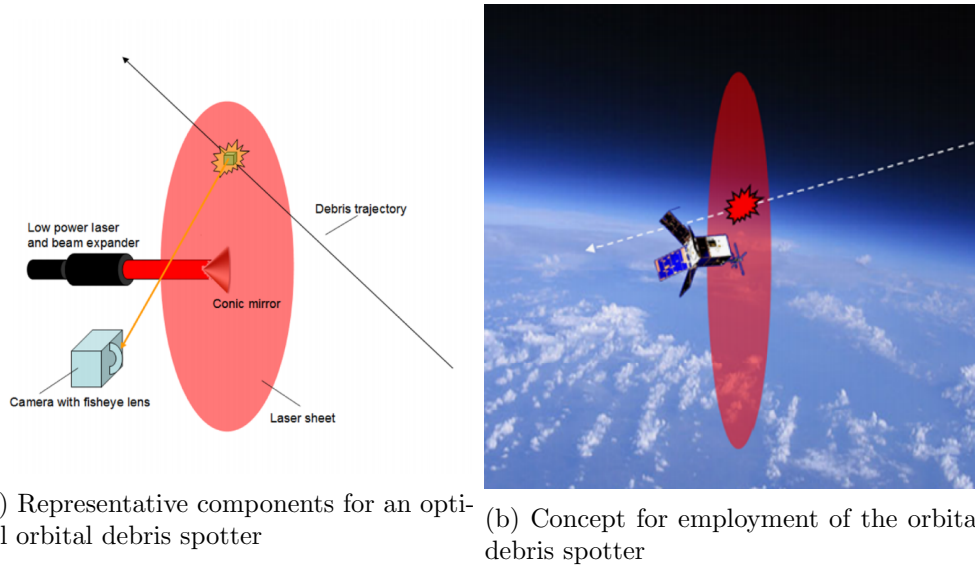 Debris trajectory
Low power laser
and beam expander
Conic mirror
Camera with fisheye lens
Laser sheet
) Representative components for an opti-
l orbital debris spotter
(b) Concept for employment of the orbita
debris spotter